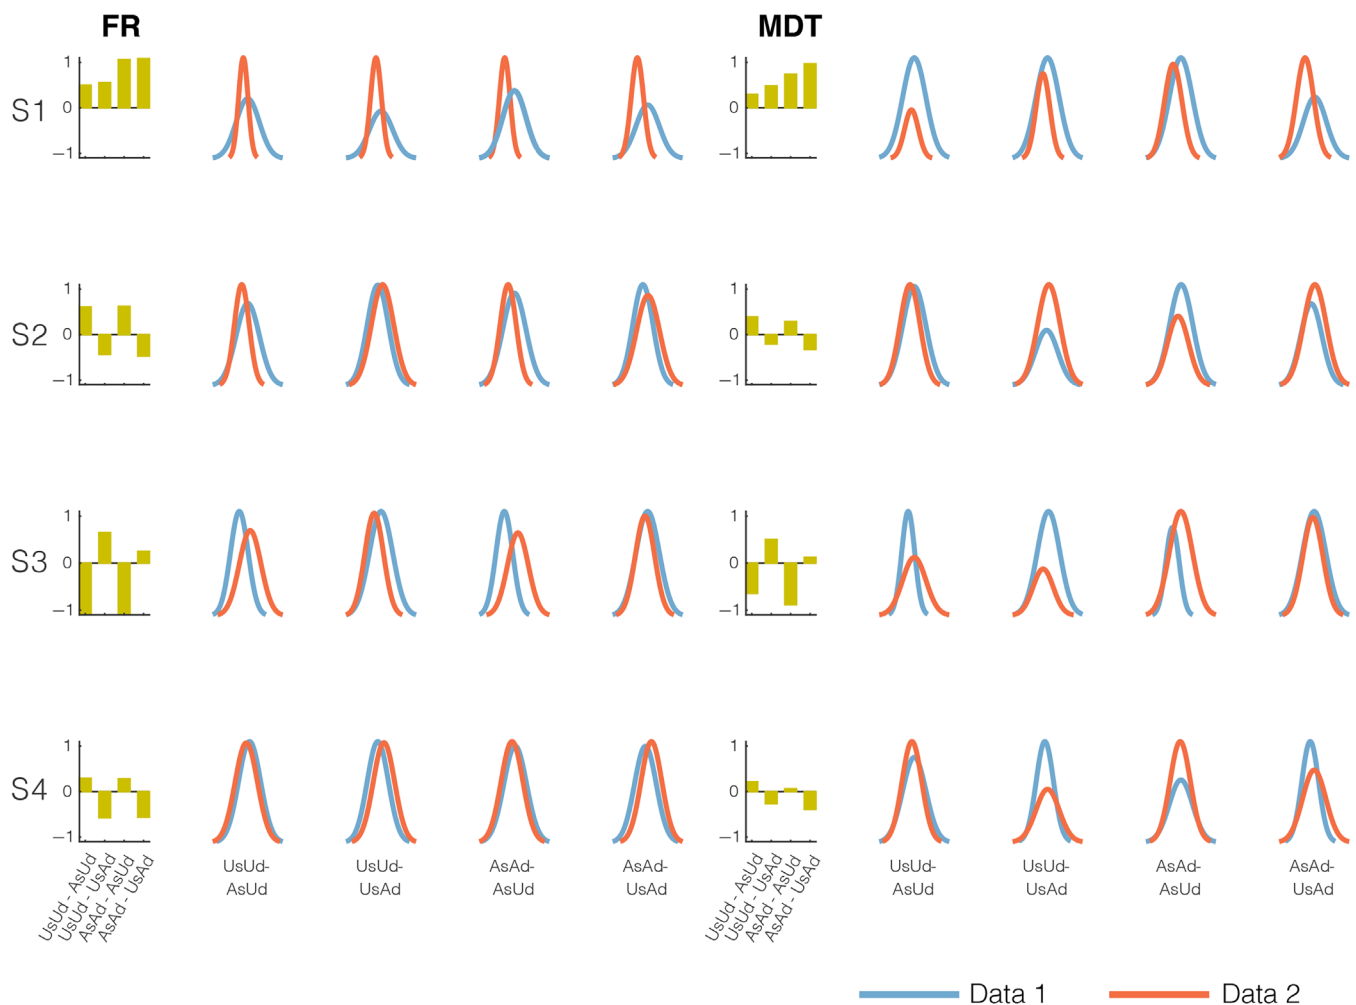 FR
MDT
S1
1
0
−1
1
0
−1
S2
1
0
−1
1
0
−1
S3
1
0
−1
1
0
−1
S4
1
0
−1
1
0
−1
UsUd - AsUd
UsUd - UsAd
AsAd - AsUd
AsAd - UsAd
UsUd-
AsUd
UsUd-
UsAd
AsAd-
AsUd
AsAd-
UsAd
UsUd - AsUd
UsUd - UsAd
AsAd - AsUd
AsAd - UsAd
UsUd-
AsUd
UsUd-
UsAd
AsAd-
AsUd
AsAd-
UsAd
Data 1
Data 2